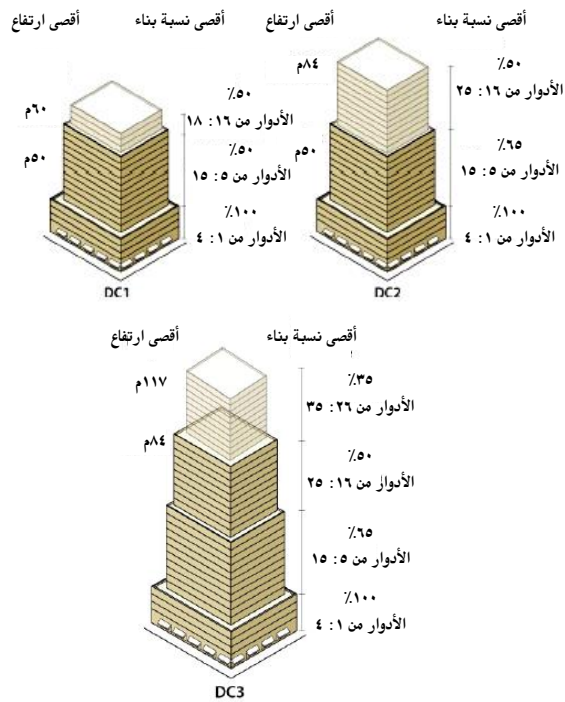 أقصى نسبة بناء أقصى ارتفاع
٪٥٠
الأدوار من ١٦: ١٨
٦٠م
٪٥٠
الأدوار من ٥: ١٥
٥٠م
٪١٠٠
الأدوار من ١: ٤
DC1
أقصى نسبة بناء أقصى ارتفاع
٪٥٠
الأدوار من ١٦: ٢٥
٨٤م
٪٦٥
الأدوار من ٥: ١٥
٥٠م
٪١٠٠
الأدوار من ١: ٤
DC2
أقصى نسبة بناء أقصى ارتفاع
٪٣٥
الأدوار من ٢٦: ٣٥
١١٧م
٪٥٠
الأدوار من ١٦: ٢٥
٨٤م
٪٦٥
الأدوار من ٥: ١٥
٪١٠٠
الأدوار من ١: ٤
DC3